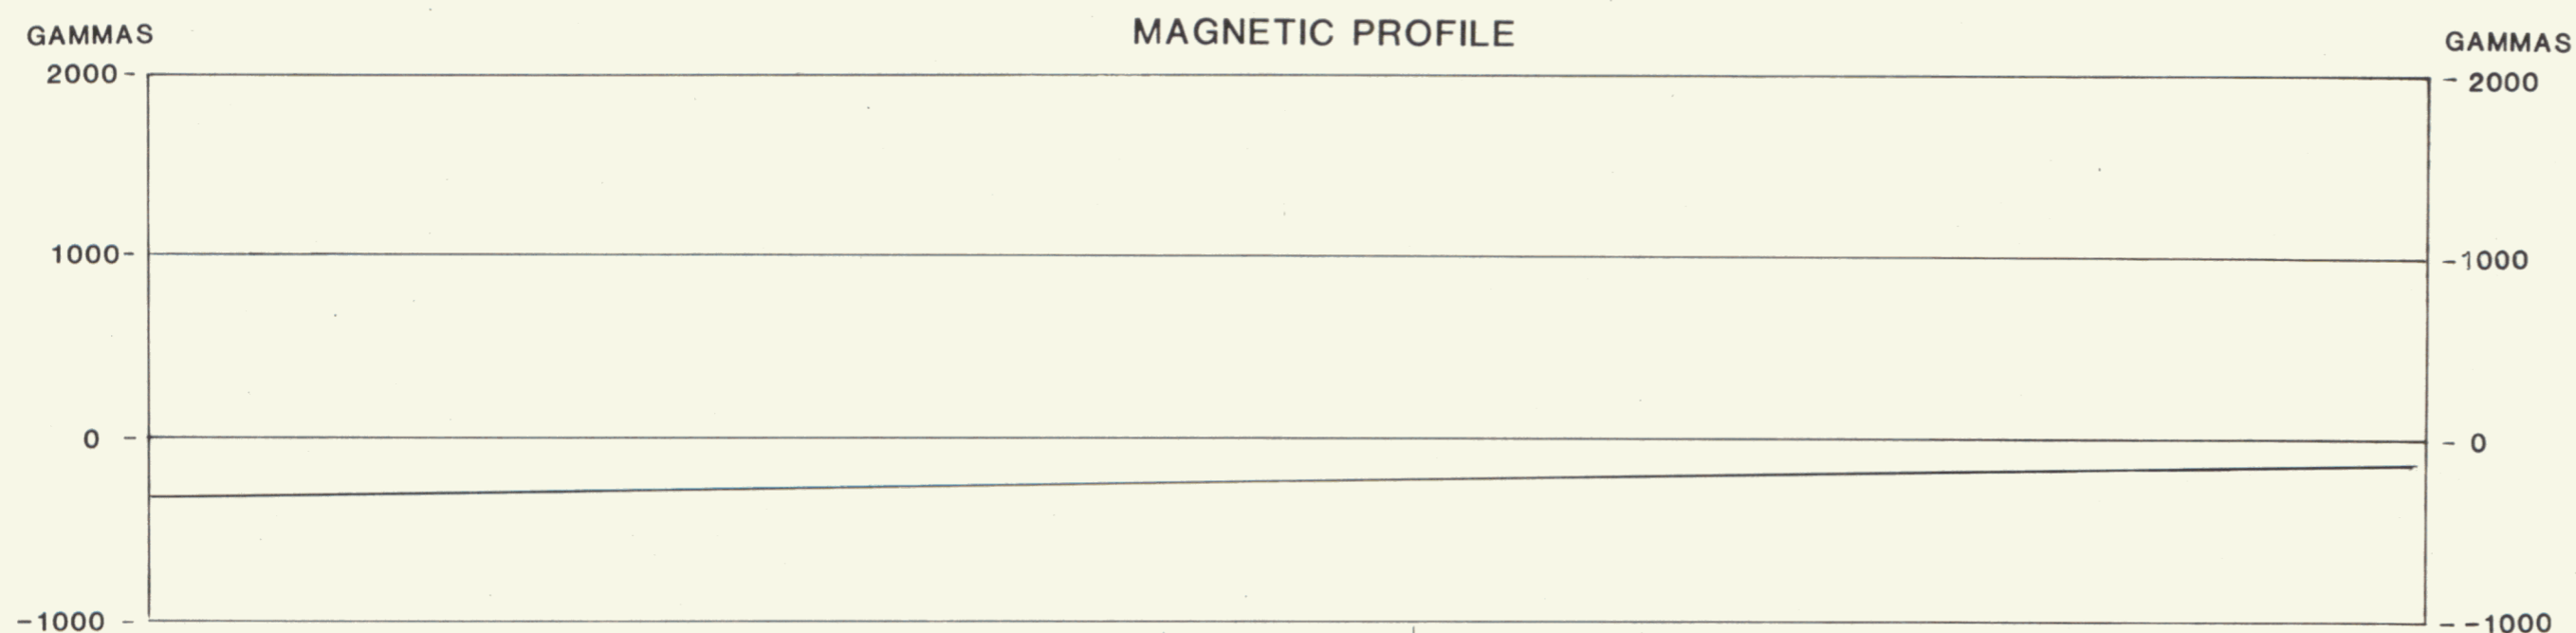 MAGNETIC PROFILE
GAMMAS GAMMAS
2000- - 2000
1000- -1000
0 - - 0
-1000 - - -1000